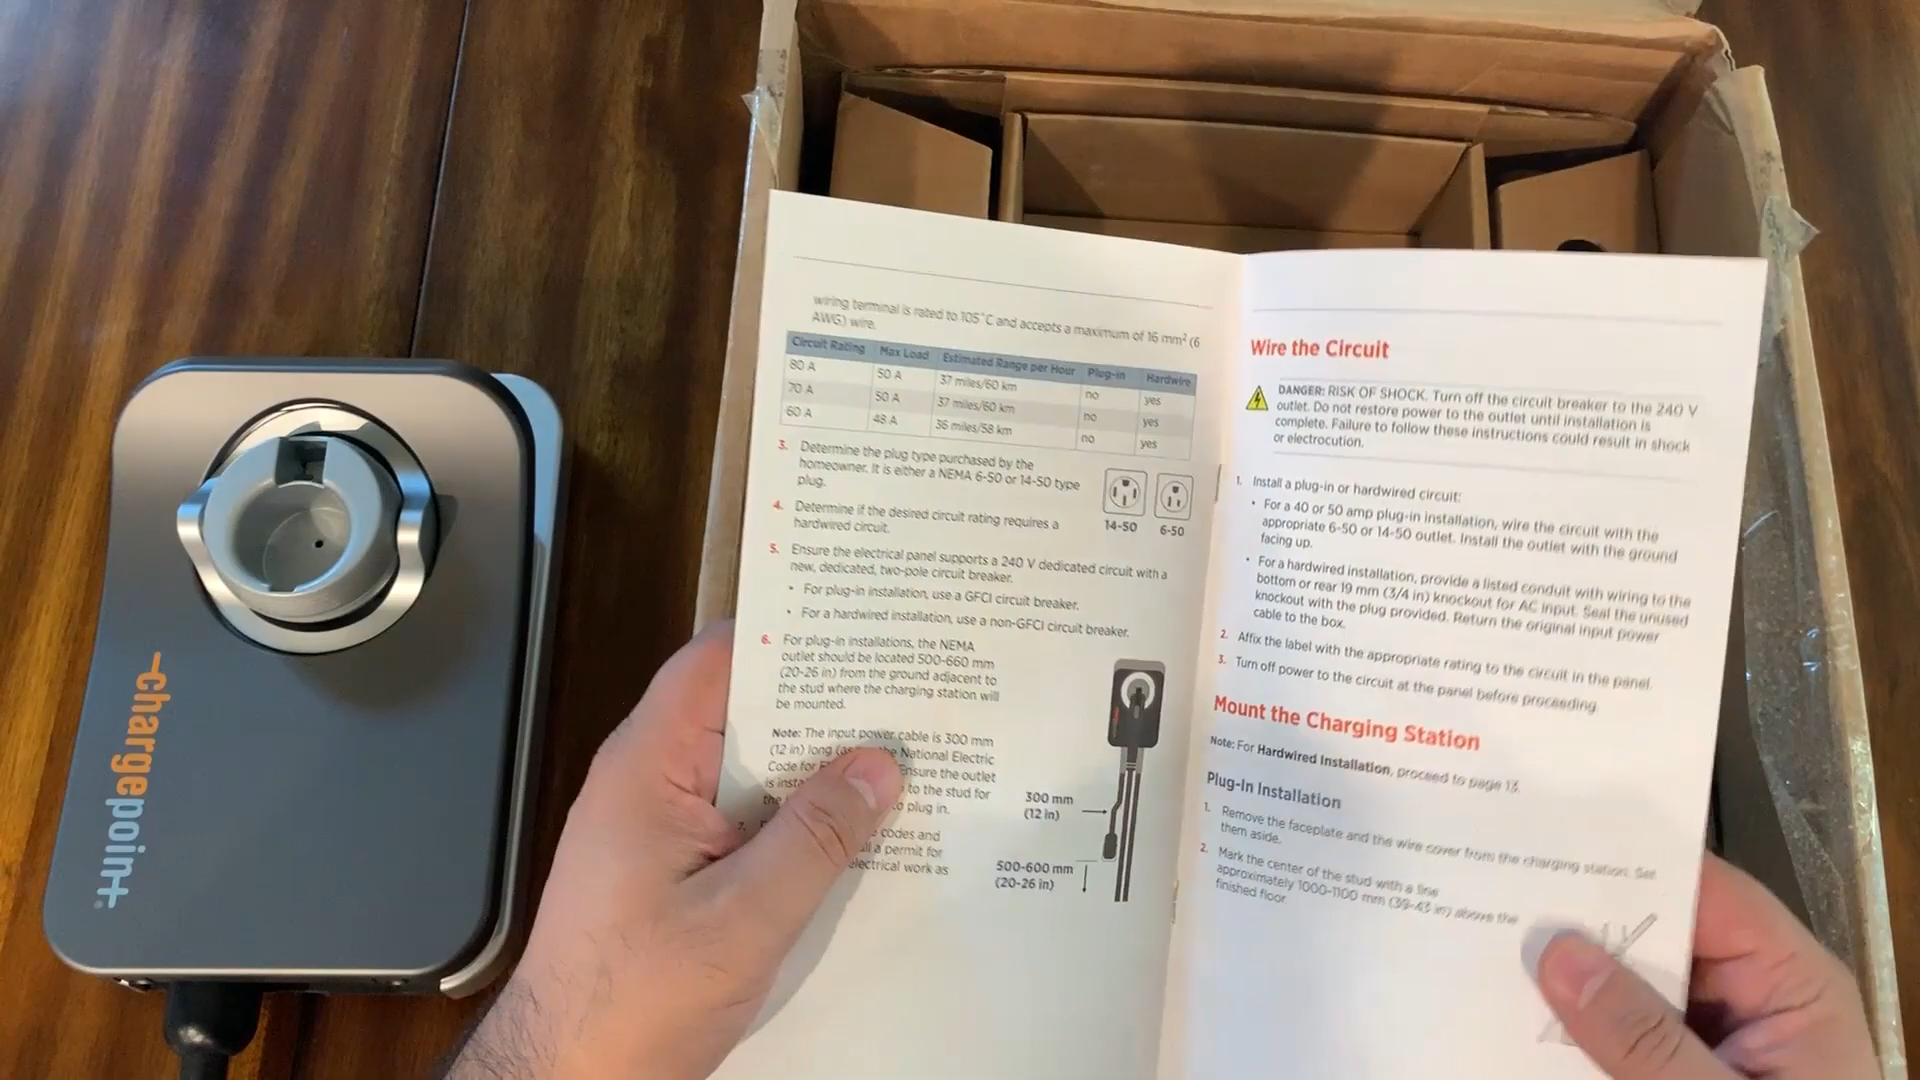 wiring terminal is rated to 105°C and accepts a maximum of 16 mm² (6
AWG) wire.
Circuit Rating Max Load Estimated Range per Hour Plug-in Hardwire
80 A 50 A 37 miles/60 km no yes
70 A 50 A 37 miles/60 km no yes
60 A 48 A 36 miles/58 km no yes
3. Determine the plug type purchased by the
homeowner. It is either a NEMA 6-50 or 14-50 type
plug.
14-50 6-50
4. Determine if the desired circuit rating requires a
hardwired circuit.
5. Ensure the electrical panel supports a 240 V dedicated circuit with a
new, dedicated, two-pole circuit breaker.
• For plug-in installation, use a GFCI circuit breaker.
• For a hardwired installation, use a non-GFCI circuit breaker.
6. For plug-in installations, the NEMA
outlet should be located 500-660 mm
(20-26 in) from the ground adjacent to
the stud where the charging station will
be mounted.
Note: The input power cable is 300 mm
(12 in) long the National Electric
Code for Ensure the outlet
is to the stud for
the plug in.
7. codes and
a permit for
electrical work as
300 mm
(12 in)
500-600 mm
(20-26 in)
Wire the Circuit
DANGER: RISK OF SHOCK. Turn off the circuit breaker to the 240 V
outlet. Do not restore power to the outlet until installation is
complete. Failure to follow these instructions could result in shock
or electrocution.
1. Install a plug-in or hardwired circuit:
• For a 40 or 50 amp plug-in installation, wire the circuit with the
appropriate 6-50 or 14-50 outlet. Install the outlet with the ground
facing up.
• For a hardwired installation, provide a listed conduit with wiring to the
bottom or rear 19 mm (3/4 in) knockout for AC input. Seal the unused
knockout with the plug provided. Return the original input power
cable to the box.
2. Affix the label with the appropriate rating to the circuit in the panel.
3. Turn off power to the circuit at the panel before proceeding.
Mount the Charging Station
Note: For Hardwired Installation, proceed to page 13.
Plug-In Installation
1. Remove the faceplate and the wire cover from the charging station. Set
them aside.
2. Mark the center of the stud with a line
approximately 1000-1100 mm (39-43 in) above the
finished floor.
-chargepoin+